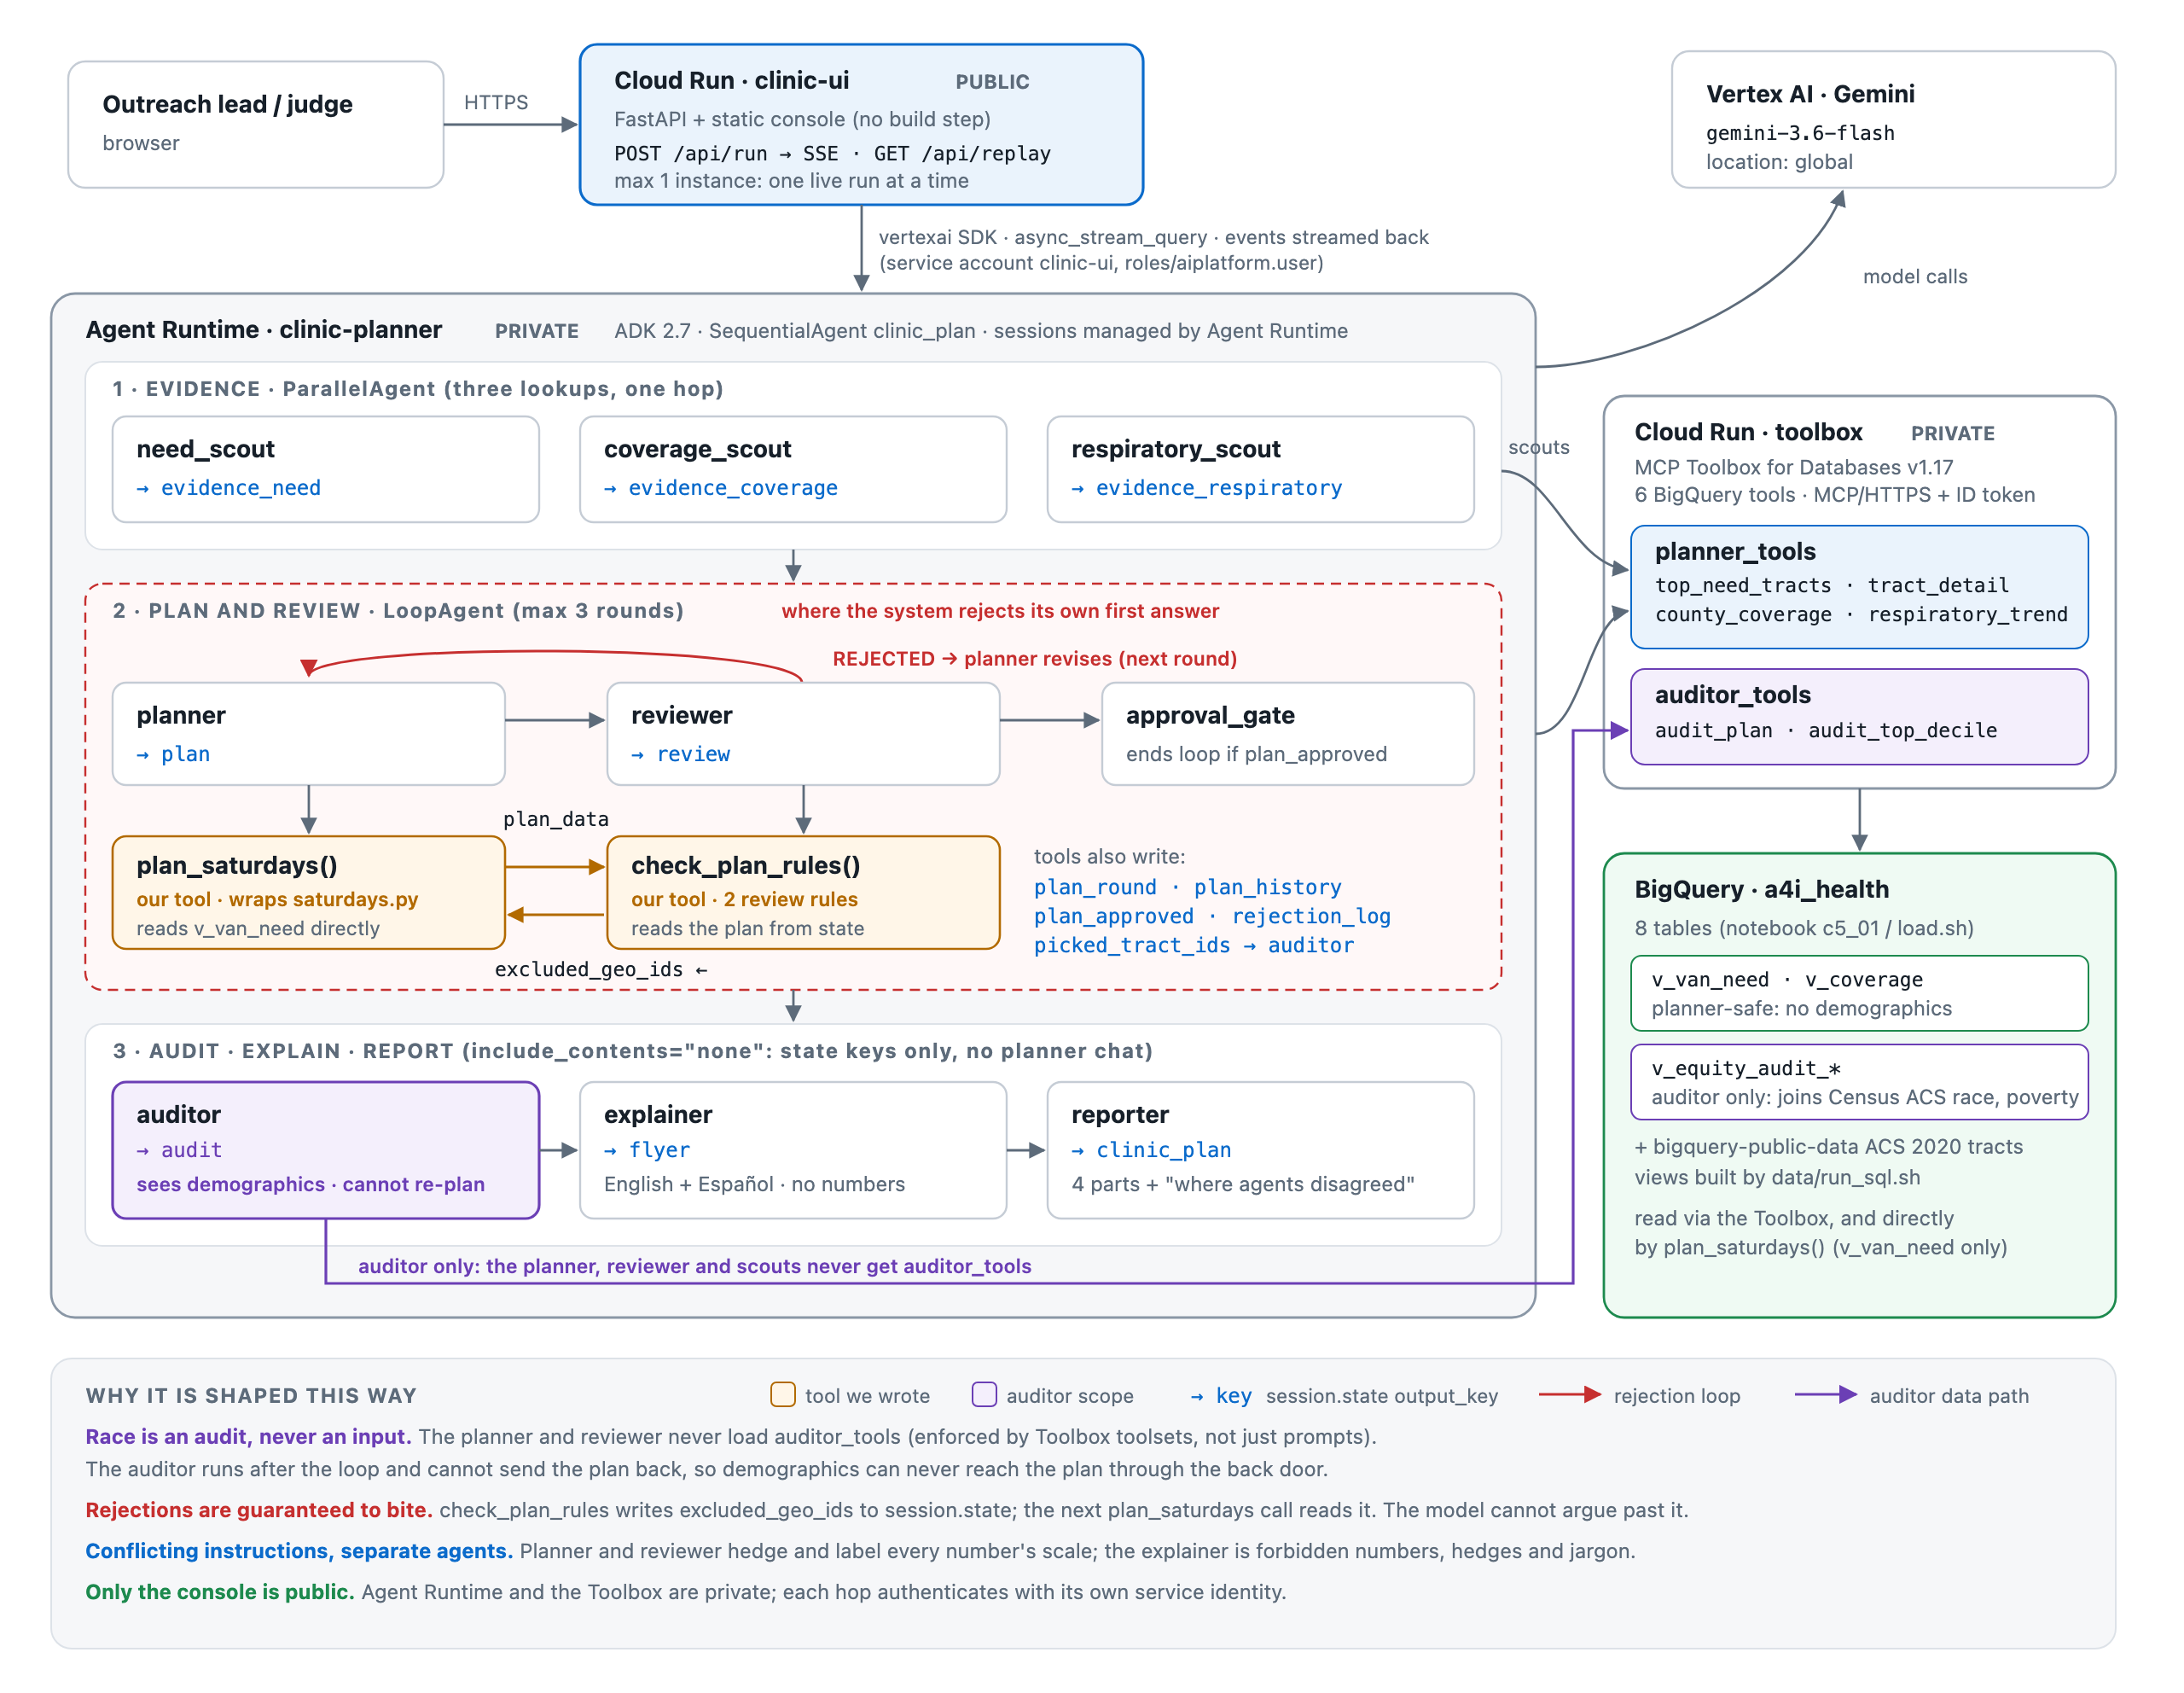 Outreach lead / judge
browser
HTTPS
Cloud Run · clinic-ui PUBLIC
FastAPI + static console (no build step)
POST /api/run → SSE · GET /api/replay
max 1 instance: one live run at a time
Vertex AI · Gemini
gemini-3.6-flash
location: global
vertexai SDK · async_stream_query · events streamed back
(service account clinic-ui, roles/aiplatform.user)
model calls
Agent Runtime · clinic-planner PRIVATE ADK 2.7 · SequentialAgent clinic_plan · sessions managed by Agent Runtime
1 · EVIDENCE · ParallelAgent (three lookups, one hop)
need_scout
→ evidence_need
coverage_scout
→ evidence_coverage
respiratory_scout
→ evidence_respiratory
scouts
Cloud Run · toolbox PRIVATE
MCP Toolbox for Databases v1.17
6 BigQuery tools · MCP/HTTPS + ID token
planner_tools
top_need_tracts · tract_detail
county_coverage · respiratory_trend
auditor_tools
audit_plan · audit_top_decile
2 · PLAN AND REVIEW · LoopAgent (max 3 rounds) where the system rejects its own first answer
REJECTED → planner revises (next round)
planner
→ plan
reviewer
→ review
approval_gate
ends loop if plan_approved
plan_data
plan_saturdays()
our tool · wraps saturdays.py
reads v_van_need directly
check_plan_rules()
our tool · 2 review rules
reads the plan from state
excluded_geo_ids ←
tools also write:
plan_round · plan_history
plan_approved · rejection_log
picked_tract_ids → auditor
BigQuery · a4i_health
8 tables (notebook c5_01 / load.sh)
v_van_need · v_coverage
planner-safe: no demographics
v_equity_audit_*
auditor only: joins Census ACS race, poverty
+ bigquery-public-data ACS 2020 tracts
views built by data/run_sql.sh
read via the Toolbox, and directly
by plan_saturdays() (v_van_need only)
3 · AUDIT · EXPLAIN · REPORT (include_contents="none": state keys only, no planner chat)
auditor
→ audit
sees demographics · cannot re-plan
explainer
→ flyer
English + Español · no numbers
reporter
→ clinic_plan
4 parts + "where agents disagreed"
auditor only: the planner, reviewer and scouts never get auditor_tools
WHY IT IS SHAPED THIS WAY
tool we wrote
auditor scope
→ key session.state output_key
rejection loop
auditor data path
Race is an audit, never an input. The planner and reviewer never load auditor_tools (enforced by Toolbox toolsets, not just prompts).
The auditor runs after the loop and cannot send the plan back, so demographics can never reach the plan through the back door.
Rejections are guaranteed to bite. check_plan_rules writes excluded_geo_ids to session.state; the next plan_saturdays call reads it. The model cannot argue past it.
Conflicting instructions, separate agents. Planner and reviewer hedge and label every number's scale; the explainer is forbidden numbers, hedges and jargon.
Only the console is public. Agent Runtime and the Toolbox are private; each hop authenticates with its own service identity.